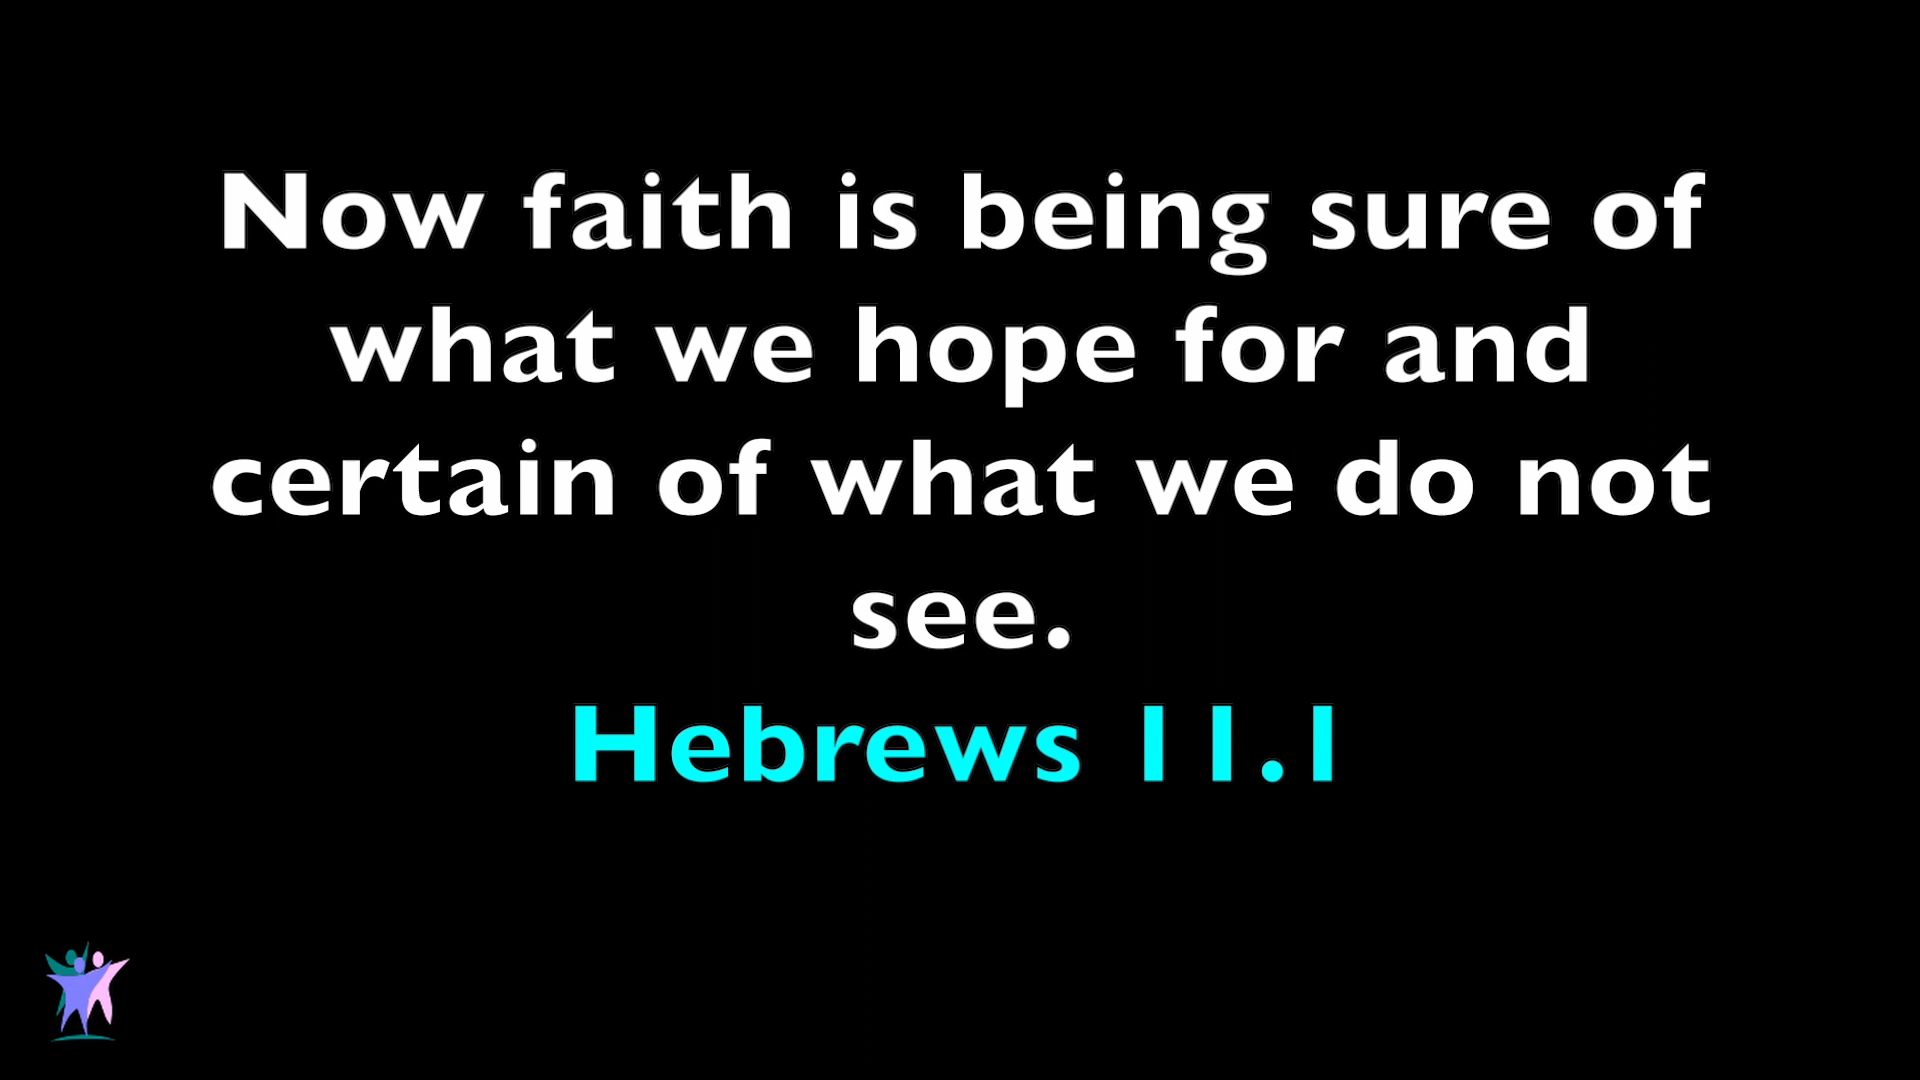 Now faith is being sure of
what we hope for and
certain of what we do not
see.
Hebrews 11.1